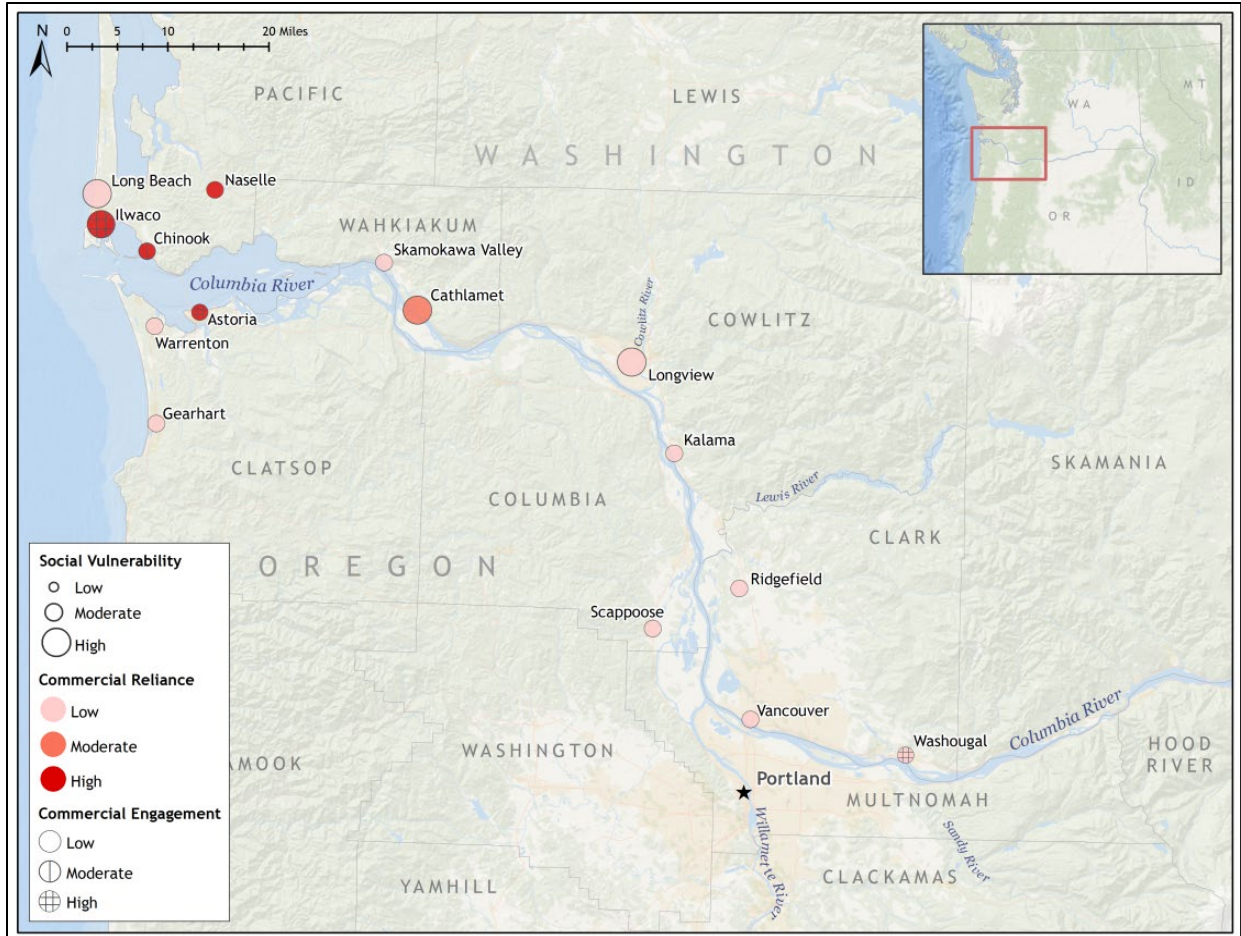 N
0 5 10 20 Miles
PACIFIC
LEWIS
WASHINGTON
WA
MT
ID
OR
Long Beach
Naselle
Ilwaco
WAHKIAKUM
Chinook
Skamokawa Valley
Columbia River
Cathlamet
Cowlitz River
COWLITZ
Astoria
Warrenton
Longview
Gearhart
Kalama
CLATSOP
COLUMBIA
Lewis River
SKAMANIA
CLARK
OREGON
Ridgefield
Scappoose
Vancouver
Washougal
Columbia River
WASHINGTON
HOOD
RIVER
AMOOK
Portland
MULTNOMAH
Willamette River
Sandy River
YAMHILL
CLACKAMAS
Social Vulnerability
Low
Moderate
High
Commercial Reliance
Low
Moderate
High
Commercial Engagement
Low
Moderate
High